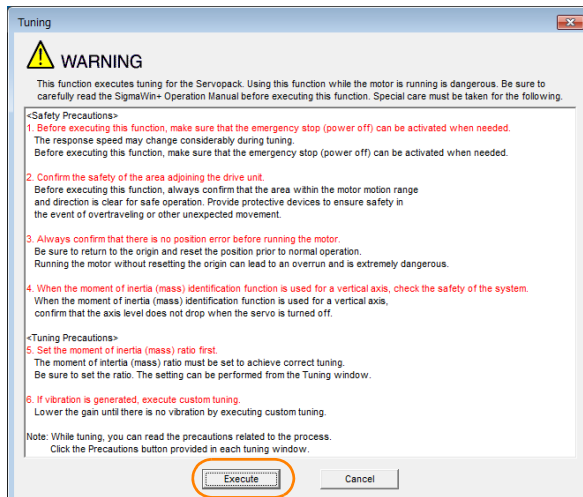 Tuning
WARNING
This function executes tuning for the Servopack. Using this function while the motor is running is dangerous. Be sure to
carefully read the SigmaWin+ Operation Manual before executing this function. Special care must be taken for the following.
<Safety Precautions>
1. Before executing this function, make sure that the emergency stop (power off) can be activated when needed.
The response speed may change considerably during tuning.
Before executing this function, make sure that the emergency stop (power off) can be activated when needed.
2. Confirm the safety of the area adjoining the drive unit.
Before executing this function, always confirm that the area within the motor motion range
and direction is clear for safe operation. Provide protective devices to ensure safety in
the event of overtraveling or other unexpected movement.
3. Always confirm that there is no position error before running the motor.
Be sure to return to the origin and reset the position prior to normal operation.
Running the motor without resetting the origin can lead to an overrun and is extremely dangerous.
4. When the moment of inertia (mass) identification function is used for a vertical axis, check the safety of the system.
When the moment of inertia (mass) identification function is used for a vertical axis,
confirm that the axis level does not drop when the servo is turned off.
<Tuning Precautions>
5. Set the moment of inertia (mass) ratio first.
The moment of intertia (mass) ratio must be set to achieve correct tuning.
Be sure to set the ratio. The setting can be performed from the Tuning window.
6. If vibration is generated, execute custom tuning.
Lower the gain until there is no vibration by executing custom tuning.
Note: While tuning, you can read the precautions related to the process.
Click the Precautions button provided in each tuning window.
Execute Cancel